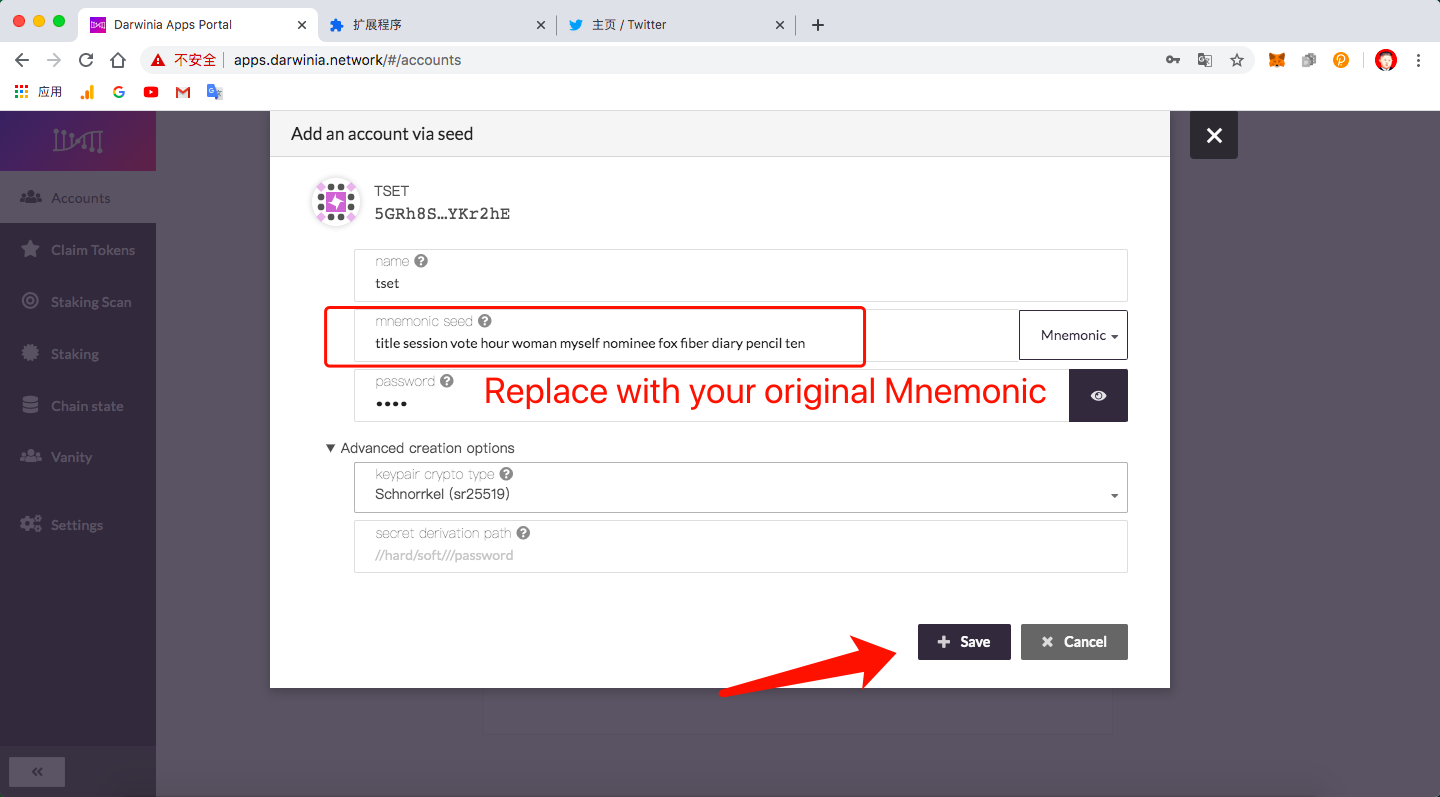 Darwinia Apps Portal
扩展程序
主页 / Twitter
不安全
apps.darwinia.network/#/accounts
应用
Add an account via seed
TSET
5GRh8S…YKr2hE
Accounts
Claim Tokens
Staking Scan
Staking
Chain state
Vanity
Settings
name
tset
mnemonic seed
title session vote hour woman myself nominee fox fiber diary pencil ten
Mnemonic
password
••••
Replace with your original Mnemonic
Advanced creation options
keypair crypto type
Schnorrkel (sr25519)
secret derivation path
//hard/soft///password
Save
Cancel